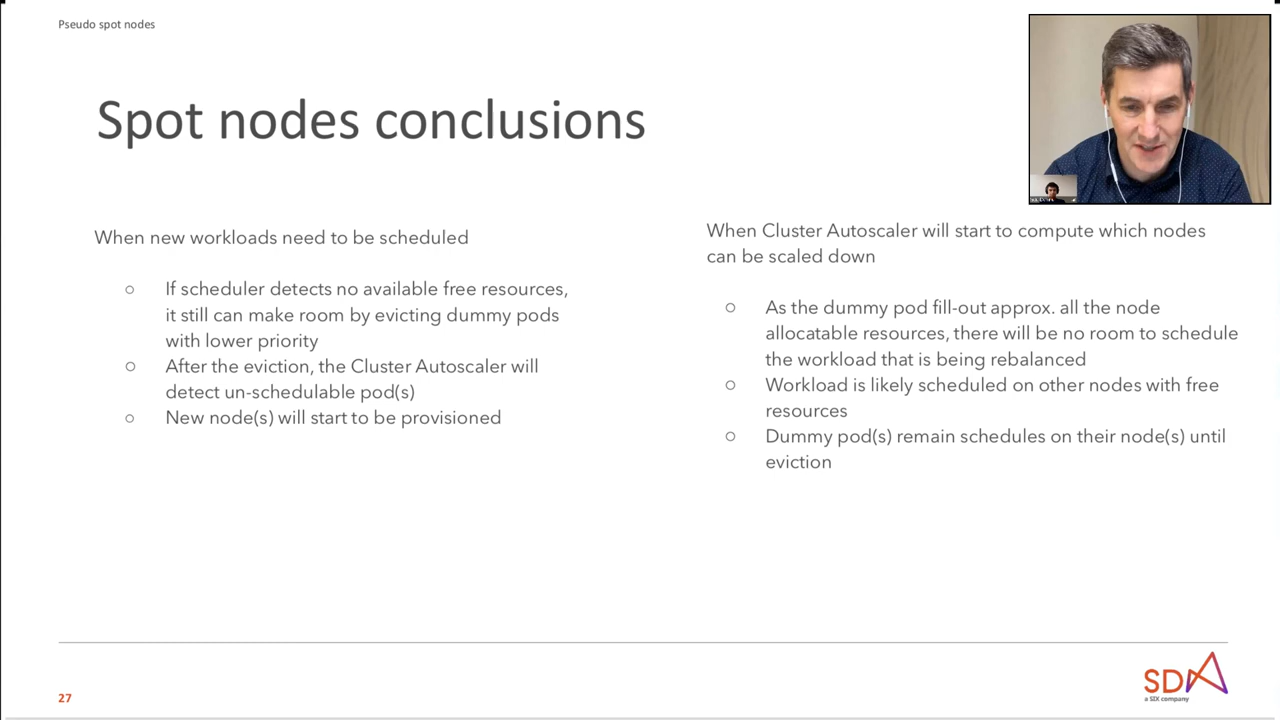 Pseudo spot nodes
Spot nodes conclusions
When new workloads need to be scheduled
○ If scheduler detects no available free resources,
it still can make room by evicting dummy pods
with lower priority
○ After the eviction, the Cluster Autoscaler will
detect un-schedulable pod(s)
○ New node(s) will start to be provisioned
When Cluster Autoscaler will start to compute which nodes
can be scaled down
○ As the dummy pod fill-out approx. all the node
allocatable resources, there will be no room to schedule
the workload that is being rebalanced
○ Workload is likely scheduled on other nodes with free
resources
○ Dummy pod(s) remain schedules on their node(s) until
eviction
27
SDA
a SIX company